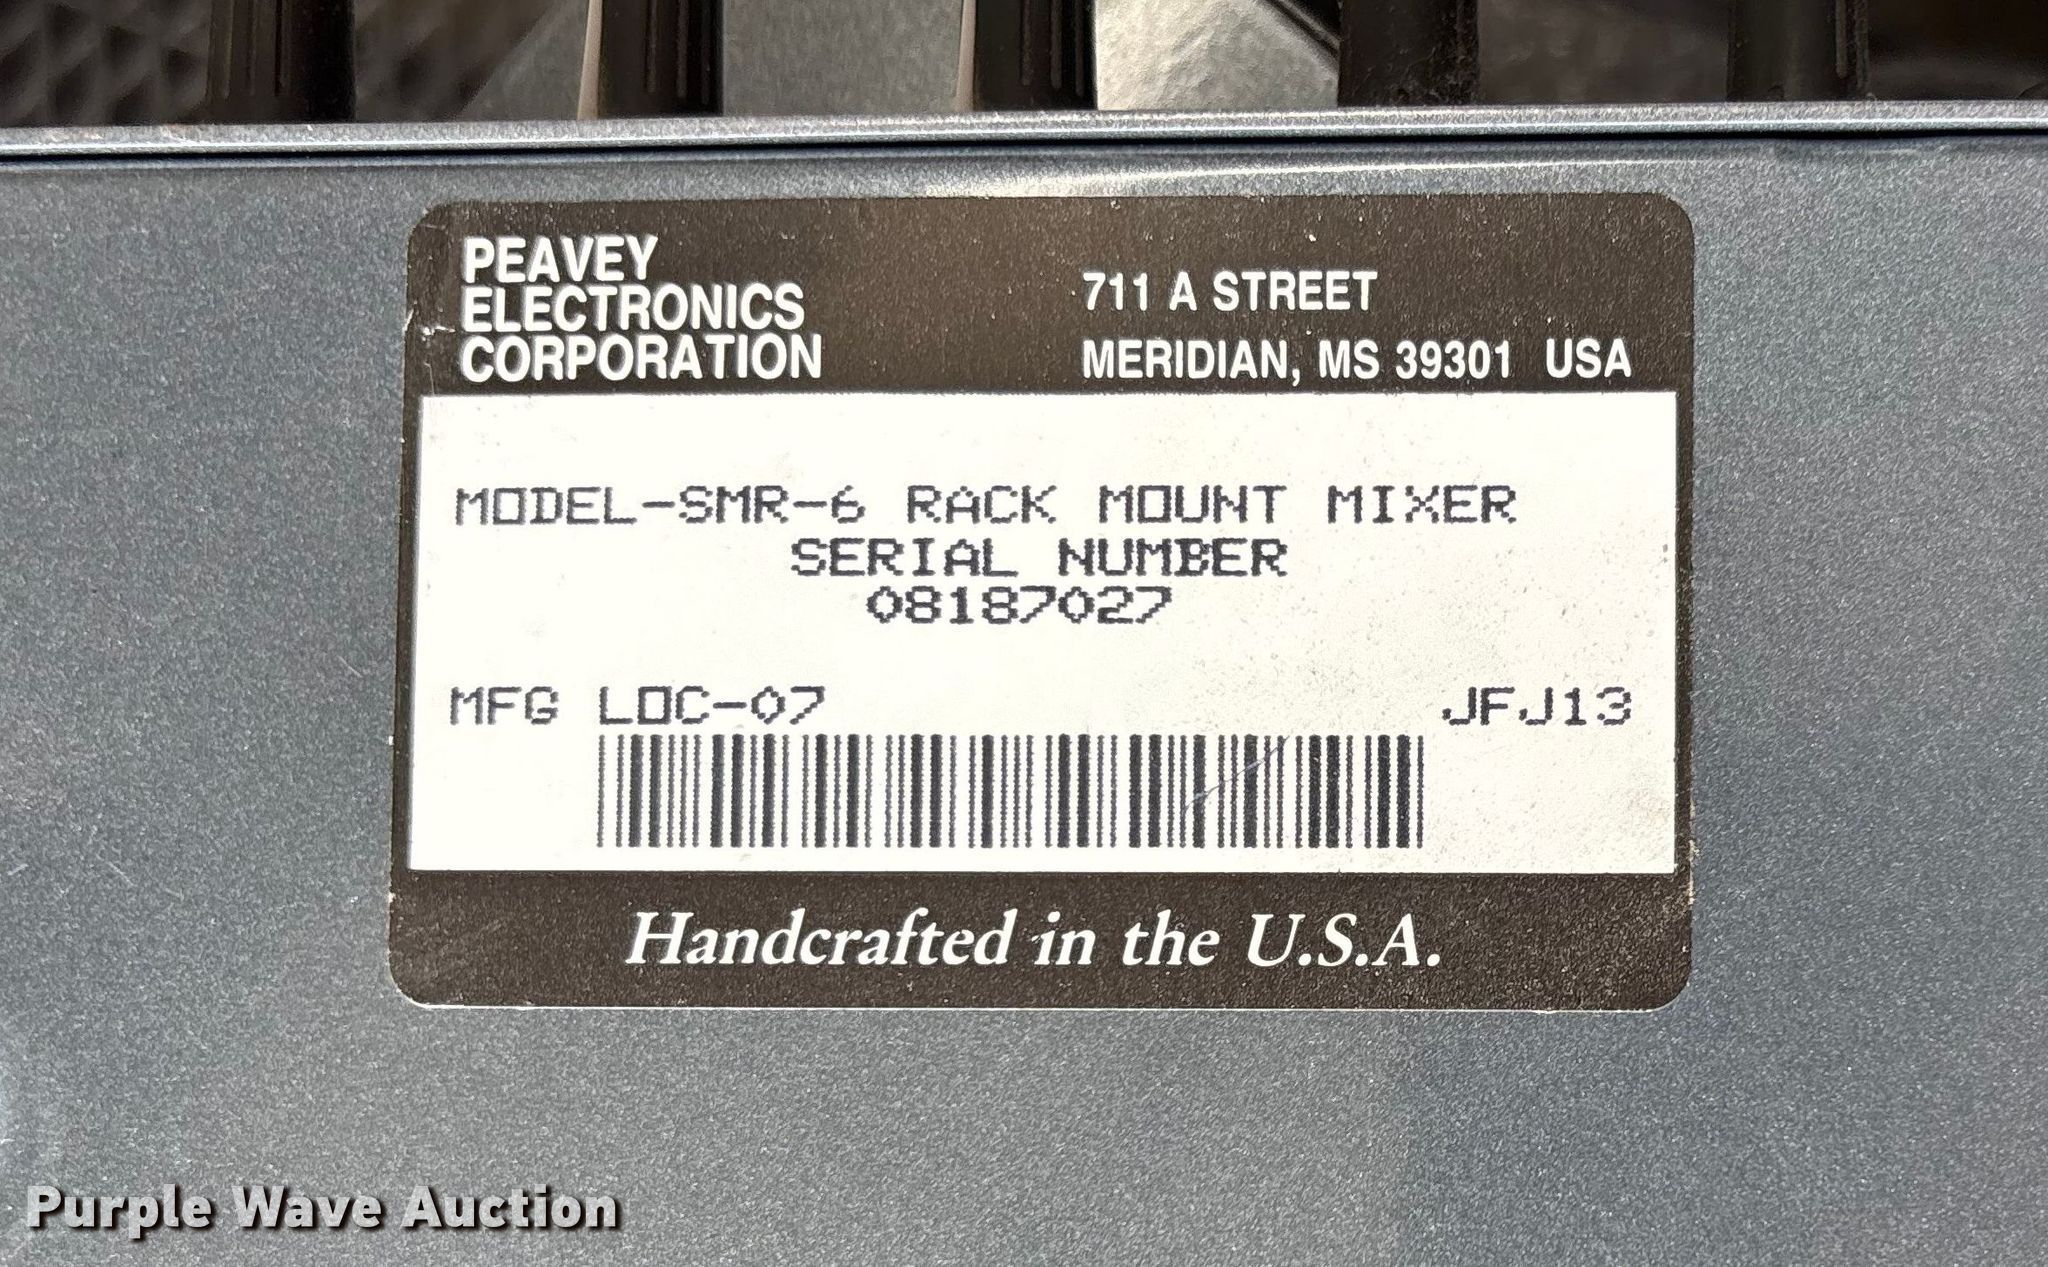 PEAVEY
ELECTRONICS
CORPORATION
711 A STREET
MERIDIAN, MS 39301 USA
MODEL-SMR-6 RACK MOUNT MIXER
SERIAL NUMBER
08187027
MFG LOC-07 JFJ13
Handcrafted in the U.S.A.
Purple Wave Auction